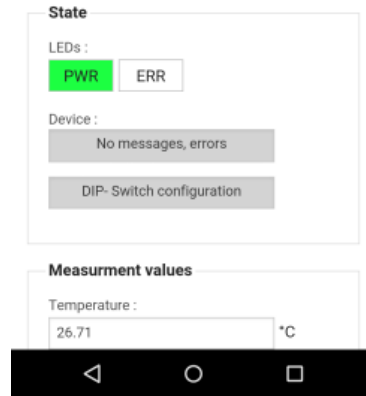 State
LEDs :
PWR ERR
Device :
No messages, errors
DIP- Switch configuration
Measurment values
Temperature :
26.71 °C